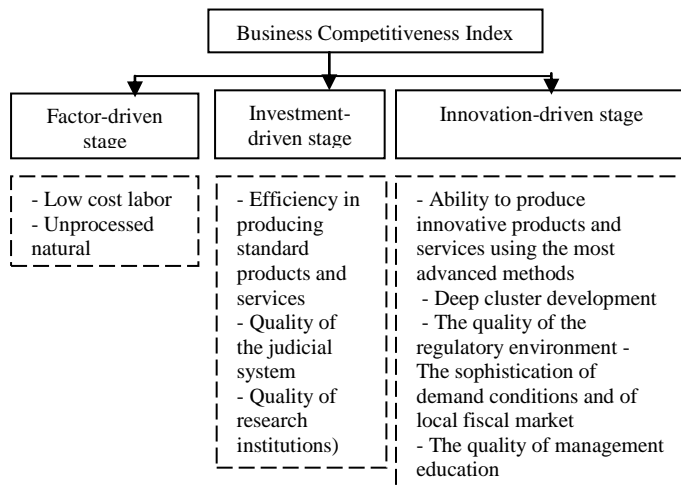 Business Competitiveness Index
Factor-driven
stage
Investment-
driven stage
Innovation-driven stage
- Low cost labor
- Unprocessed
natural
- Efficiency in
producing
standard
products and
services
- Quality of
the judicial
system
- Quality of
research
institutions)
- Ability to produce
innovative products and
services using the most
advanced methods
- Deep cluster development
- The quality of the
regulatory environment -
The sophistication of
demand conditions and of
local fiscal market
- The quality of management
education